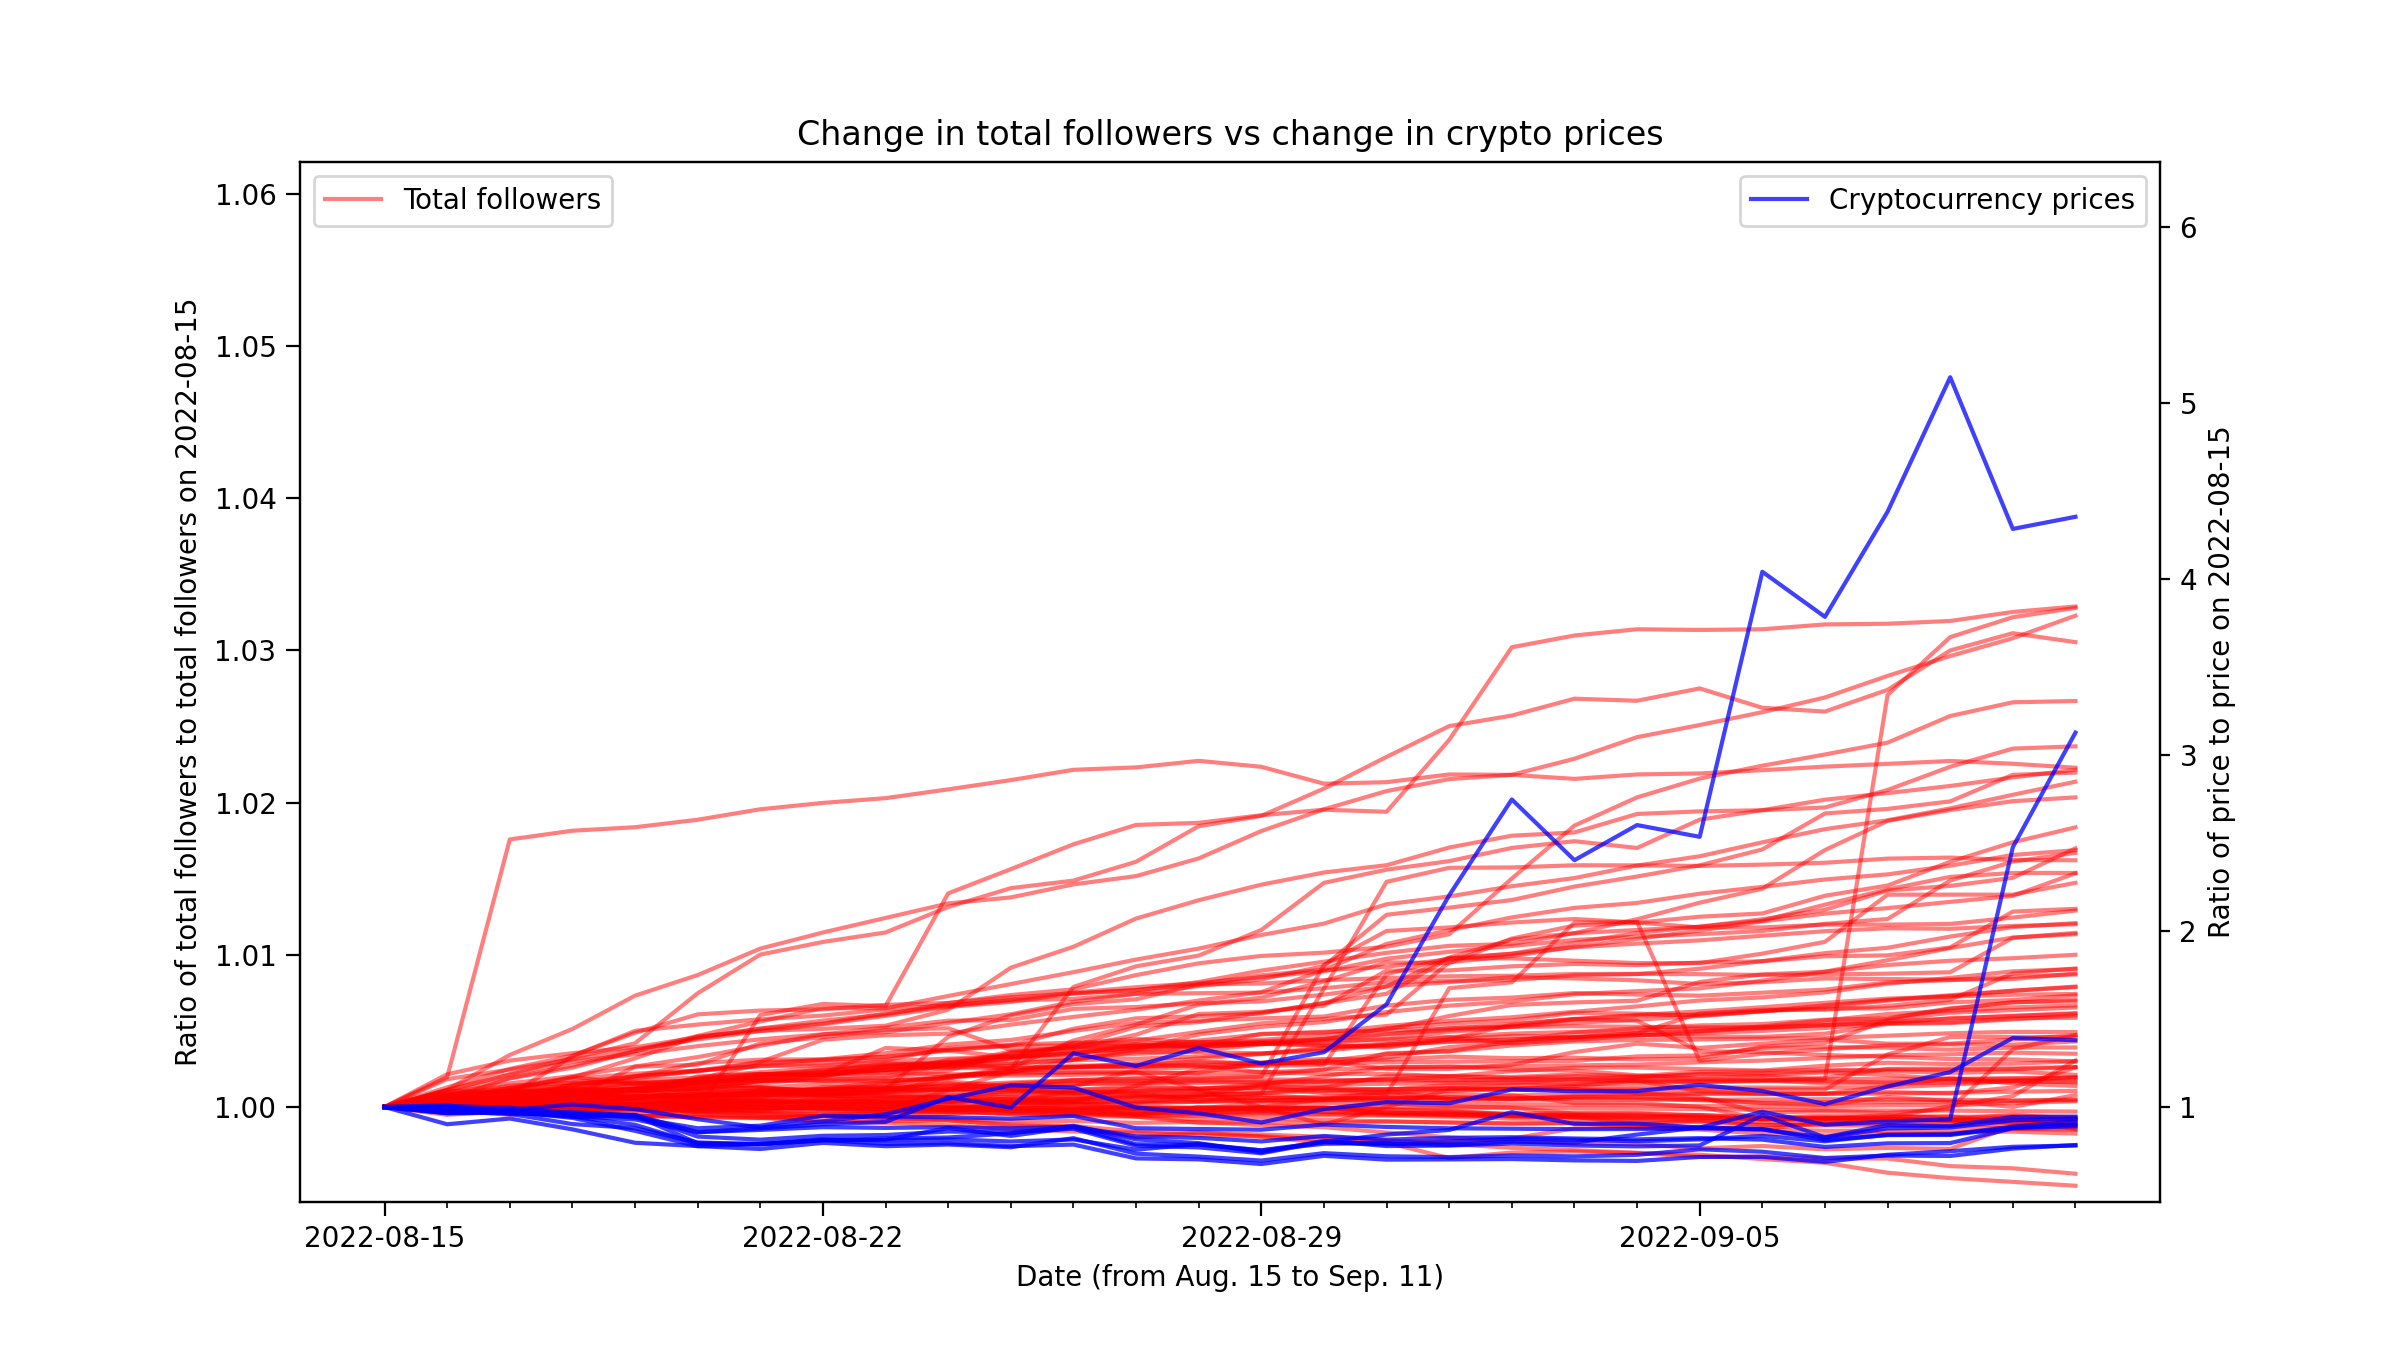 Change in total followers vs change in crypto prices
Total followers
Cryptocurrency prices
Ratio of total followers to total followers on 2022-08-15
1.06
1.05
1.04
1.03
1.02
1.01
1.00
6
5
4
3
2
1
Ratio of price to price on 2022-08-15
2022-08-15
2022-08-22
2022-08-29
2022-09-05
Date (from Aug. 15 to Sep. 11)